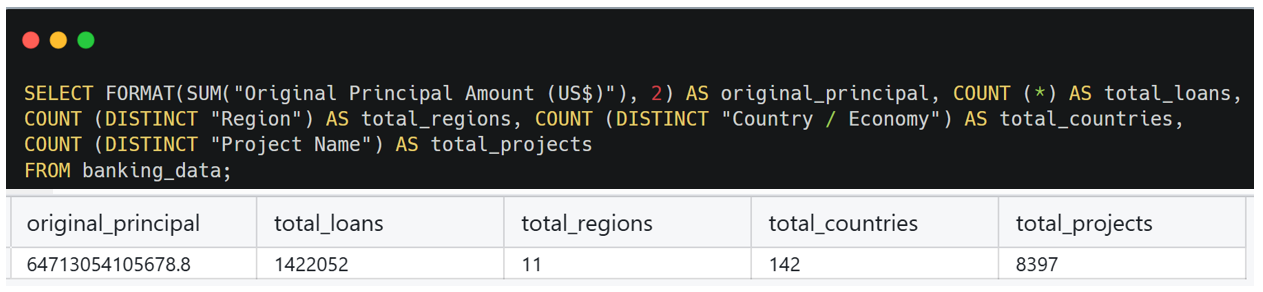 SELECT FORMAT(SUM("Original Principal Amount (US$)"), 2) AS original_principal, COUNT (*) AS total_loans,
COUNT (DISTINCT "Region") AS total_regions, COUNT (DISTINCT "Country / Economy") AS total_countries,
COUNT (DISTINCT "Project Name") AS total_projects
FROM banking_data;
original_principal total_loans total_regions total_countries total_projects
64713054105678.8 1422052 11 142 8397